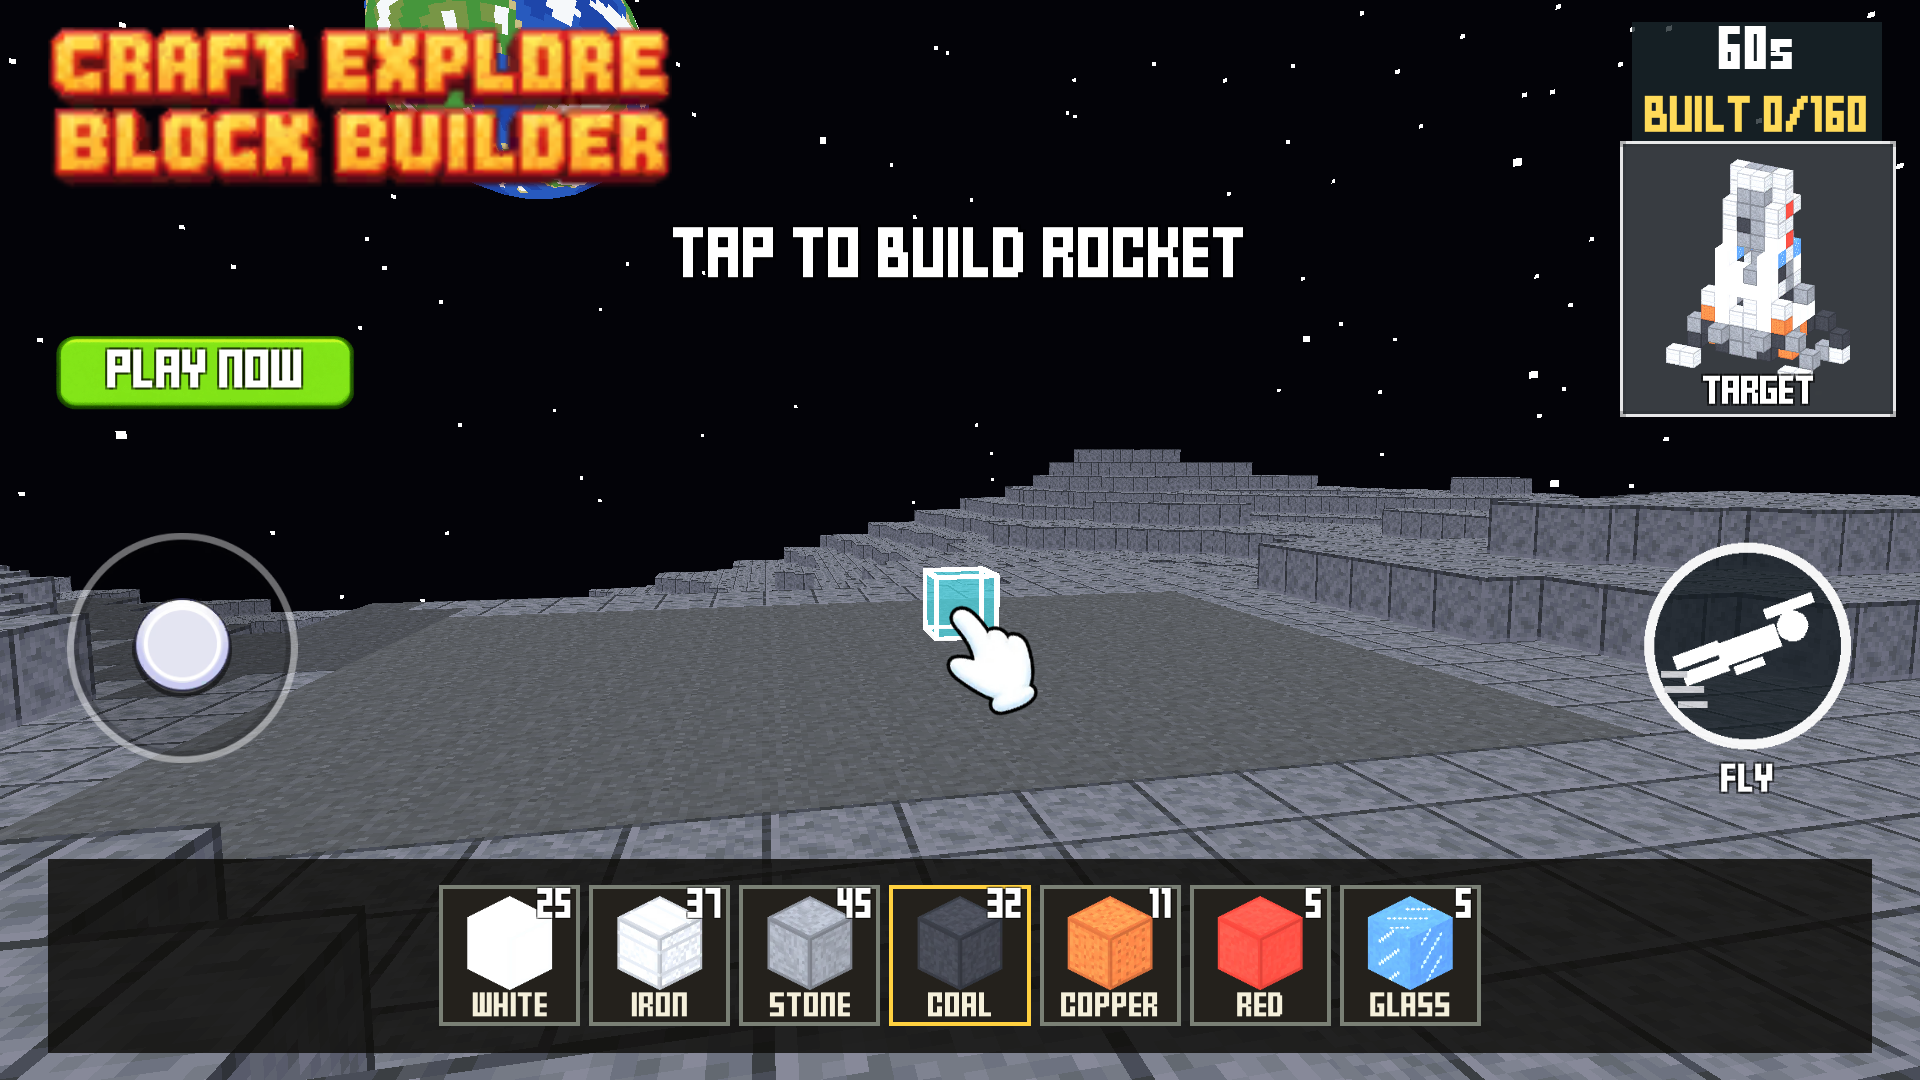 CRAFT EXPLORE
BLOCK BUILDER
60s
BUILT 0/160
TAP TO BUILD ROCKET
PLAY NOW
TARGET
FLY
25
37
45
32
11
5
5
WHITE
IRON
STONE
COAL
COPPER
RED
GLASS